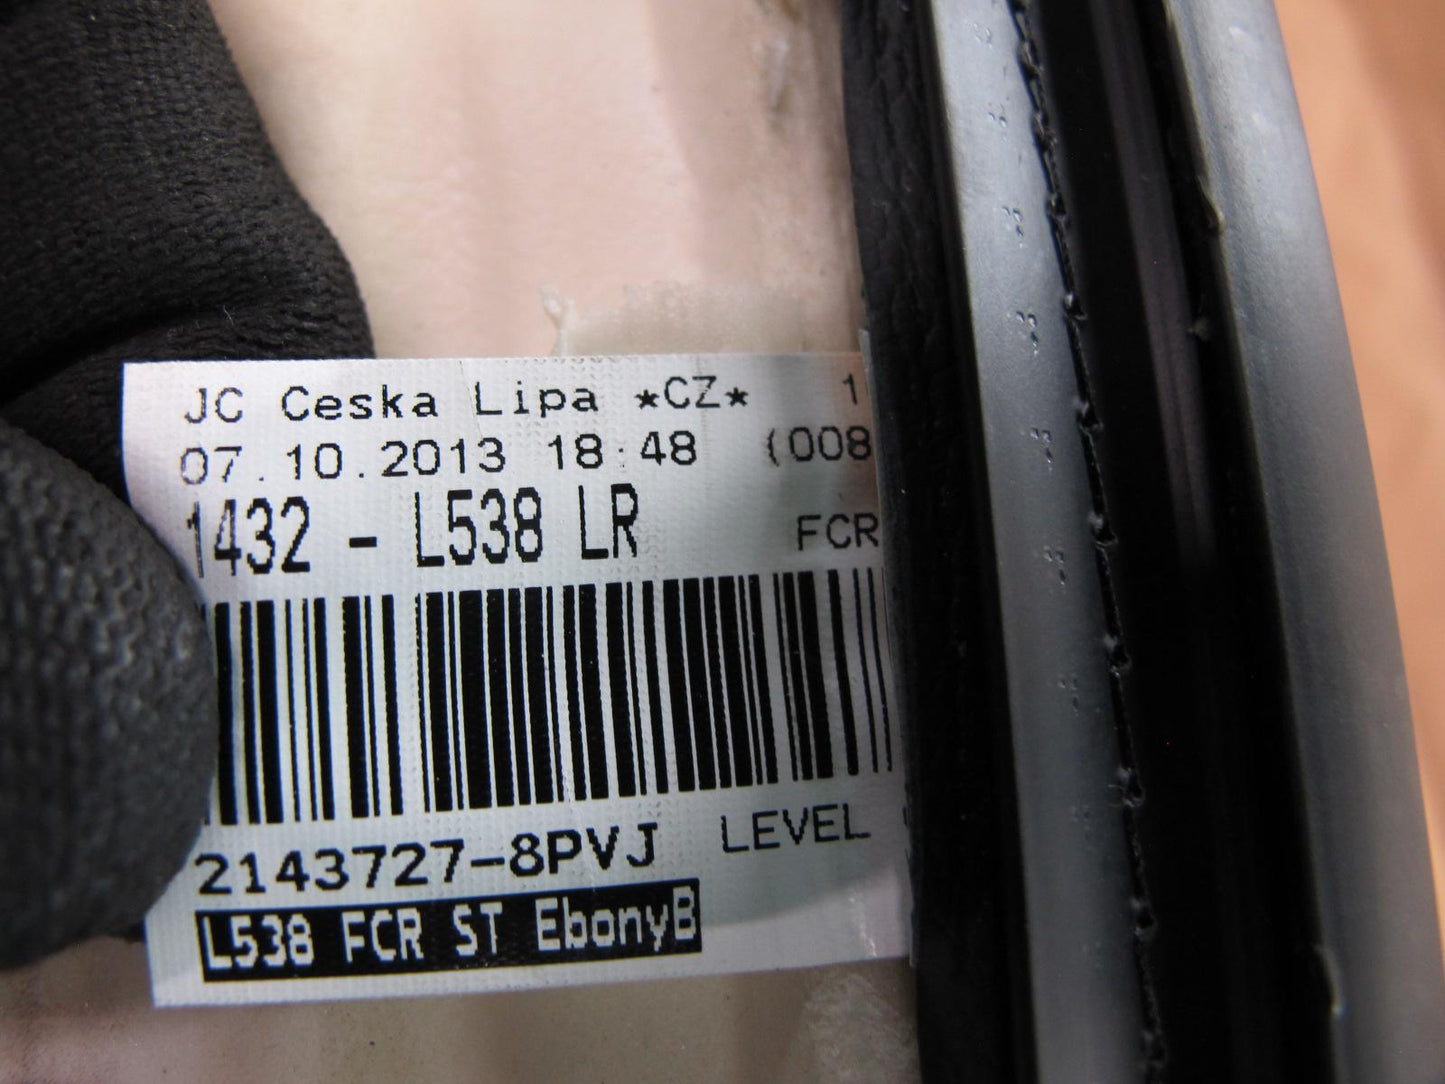 JC Ceska Lipa *CZ* 1
07.10.2013 18:48 (008
1432 - L538 LR FCR
2143727-8PVJ LEVEL
L538 FCR ST EbonyB